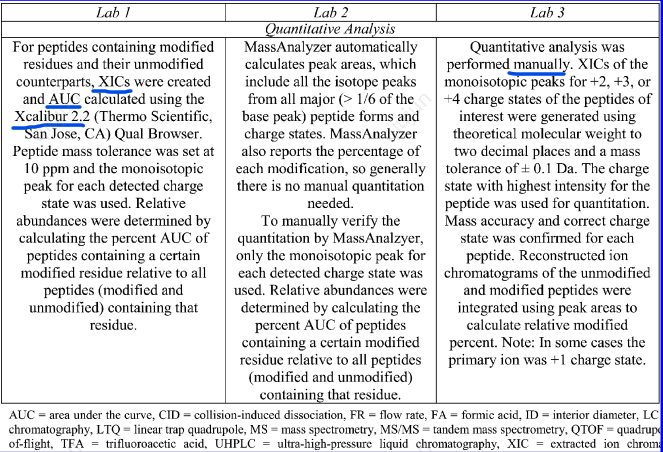 Lab 1
Lab 2
Lab 3
Quantitative Analysis
For peptides containing modified
residues and their unmodified
counterparts, XICs were created
and AUC calculated using the
Xcalibur 2.2 (Thermo Scientific,
San Jose, CA) Qual Browser.
Peptide mass tolerance was set at
10 ppm and the monoisotopic
peak for each detected charge
state was used. Relative
abundances were determined by
calculating the percent AUC of
peptides containing a certain
modified residue relative to all
peptides (modified and
unmodified) containing that
residue.
MassAnalyzer automatically
calculates peak areas, which
include all the isotope peaks
from all major (> 1/6 of the
base peak) peptide forms and
charge states. MassAnalyzer
also reports the percentage of
each modification, so generally
there is no manual quantitation
needed.
To manually verify the
quantitation by MassAnalzyer,
only the monoisotopic peak for
each detected charge state was
used. Relative abundances were
determined by calculating the
percent AUC of peptides
containing a certain modified
residue relative to all peptides
(modified and unmodified)
containing that residue.
Quantitative analysis was
performed manually. XICs of the
monoisotopic peaks for +2, +3, or
+4 charge states of the peptides of
interest were generated using
theoretical molecular weight to
two decimal places and a mass
tolerance of ± 0.1 Da. The charge
state with highest intensity for the
peptide was used for quantitation.
Mass accuracy and correct charge
state was confirmed for each
peptide. Reconstructed ion
chromatograms of the unmodified
and modified peptides were
integrated using peak areas to
calculate relative modified
percent. Note: In some cases the
primary ion was +1 charge state.
AUC = area under the curve, CID = collision-induced dissociation, FR = flow rate, FA = formic acid, ID = interior diameter, LC
chromatography, LTQ = linear trap quadrupole, MS = mass spectrometry, MS/MS = tandem mass spectrometry, QTOF = quadrupo
of-flight, TFA = trifluoroacetic acid, UHPLC = ultra-high-pressure liquid chromatography, XIC = extracted ion chroma